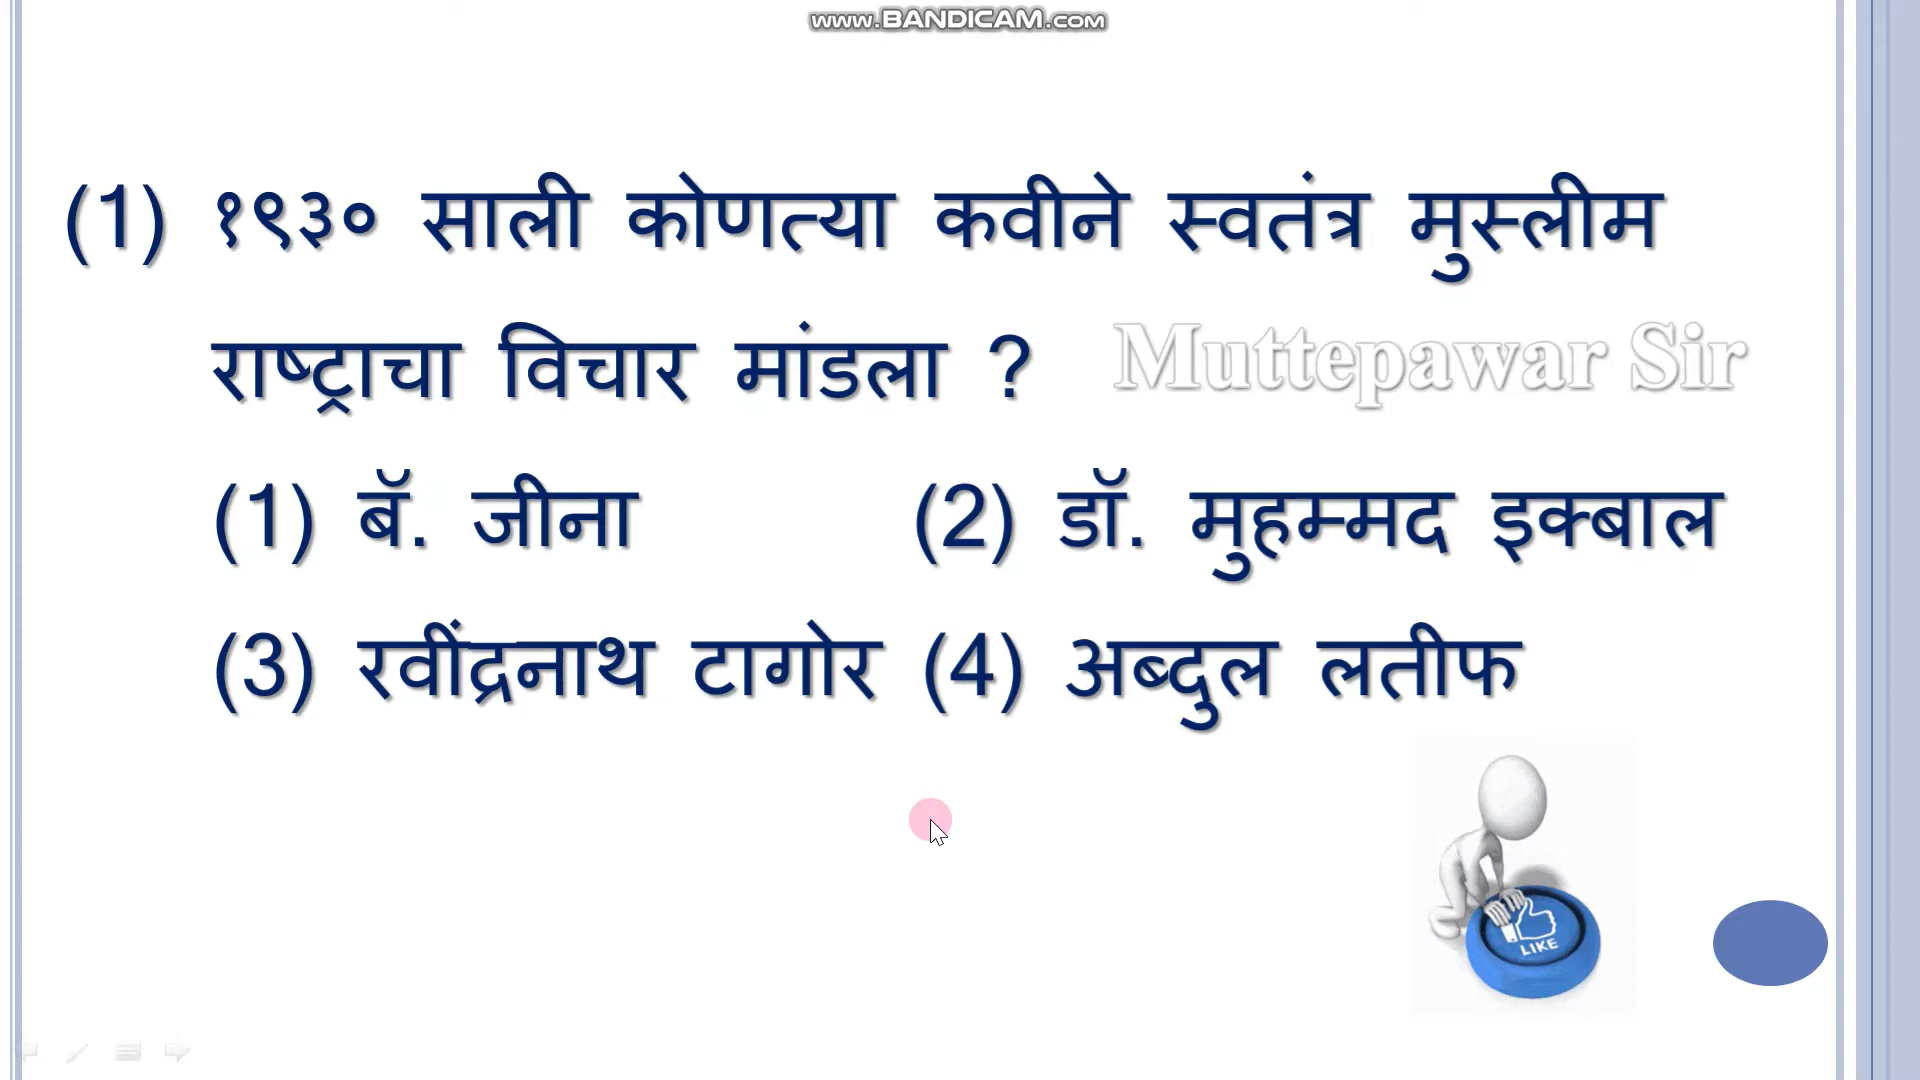 www.BANDICAM.com
(1) १९३० साली कोणत्या कवीने स्वतंत्र मुस्लीम
राष्ट्राचा विचार मांडला ? Muttepawar Sir
(1) बॅ. जीना (2) डॉ. मुहम्मद इक्बाल
(3) रवींद्रनाथ टागोर (4) अब्दुल लतीफ
LIKE